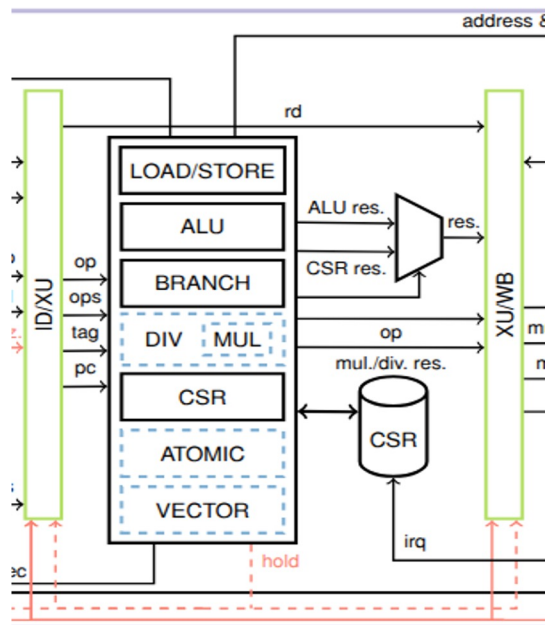 address &
rd
LOAD/STORE
ALU res.
ALU
res.
op
CSR res.
BRANCH
ID/XU
XU/WB
ops
DIV MUL
op
tag
mul./div. res.
pc
CSR
CSR
ATOMIC
VECTOR
irq
hold
ec
m